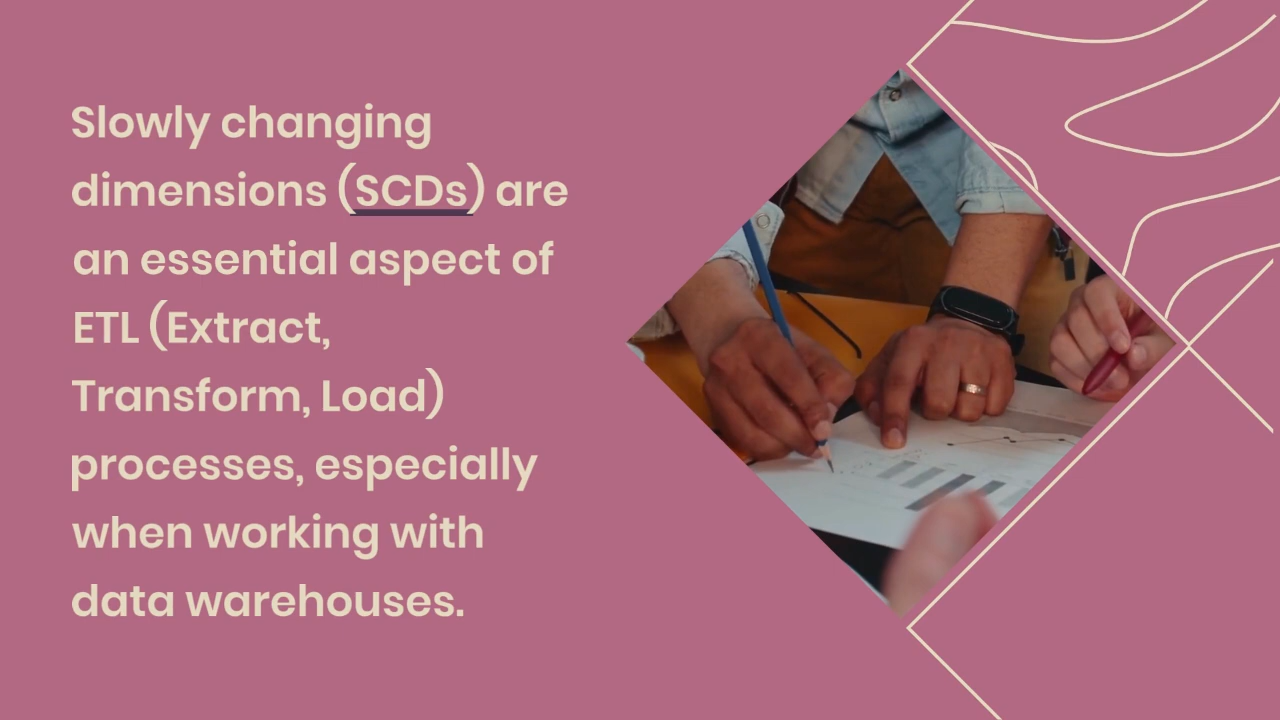 Slowly changing
dimensions (SCDs) are
an essential aspect of
ETL (Extract,
Transform, Load)
processes, especially
when working with
data warehouses.